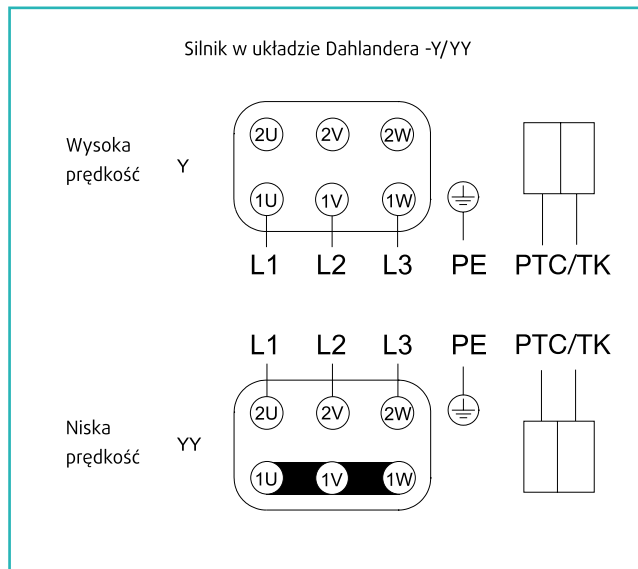 Silnik w układzie Dahlandera -Y/YY
Wysoka
prędkość
Y
2U 2V 2W
1U 1V 1W
L1 L2 L3 PE PTC/TK
L1 L2 L3 PE PTC/TK
Niska
prędkość
YY
2U 2V 2W
1U 1V 1W